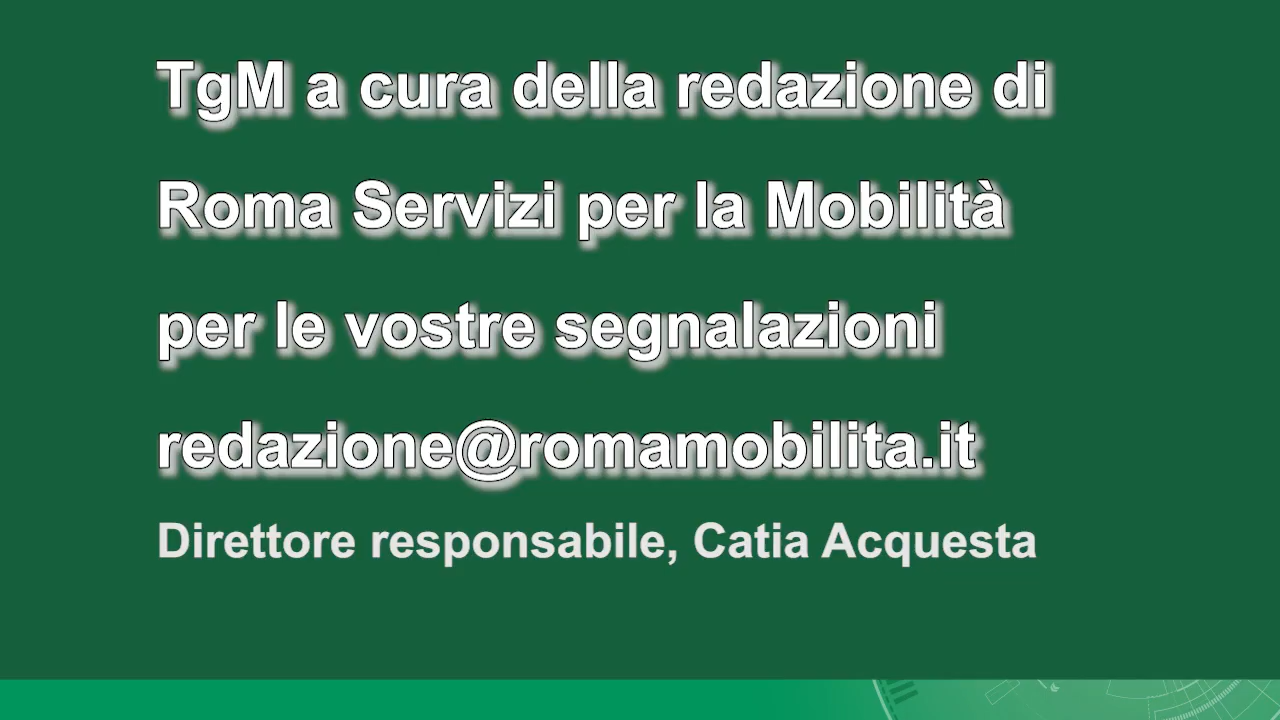 TgM a cura della redazione di
Roma Servizi per la Mobilità
per le vostre segnalazioni
redazione@romamobilita.it
Direttore responsabile, Catia Acquesta